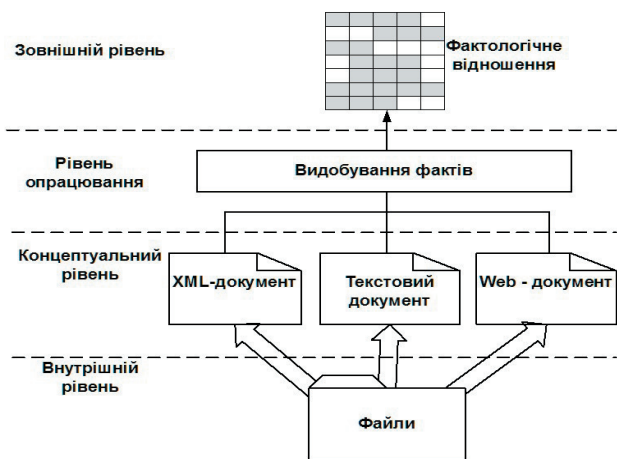 Зовнішній рівень
Фактологічне
відношення
Рівень
опрацювання
Видобування фактів
Концептуальний
рівень
XML-документ
Текстовий
документ
Web - документ
Внутрішній
рівень
Файли